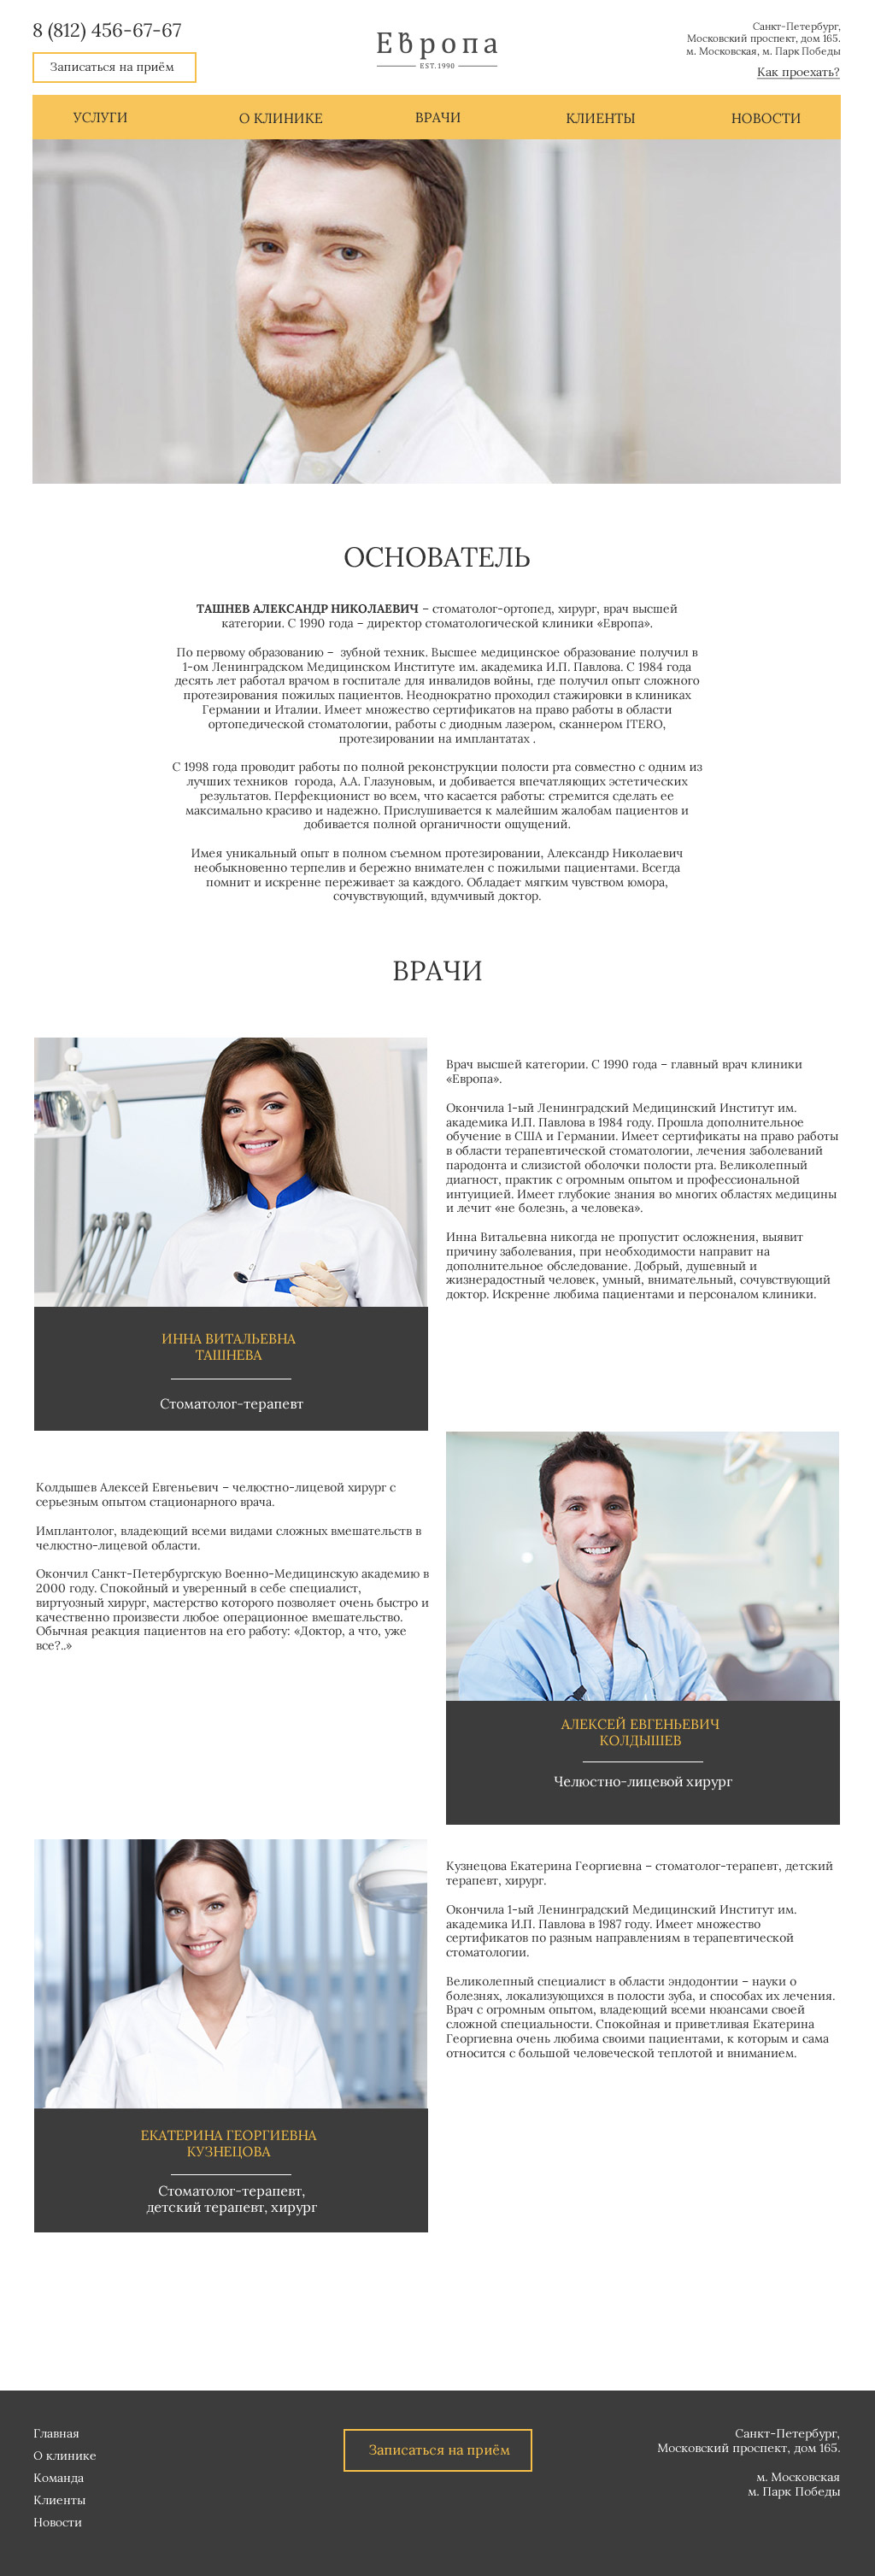 8 (812) 456-67-67
Записаться на приём
Европа
EST. 1990
Санкт-Петербург,
Московский проспект, дом 165.
м. Московская, м. Парк Победы
Как проехать?
УСЛУГИ
О КЛИНИКЕ
ВРАЧИ
КЛИЕНТЫ
НОВОСТИ
ОСНОВАТЕЛЬ
ТАШНЕВ АЛЕКСАНДР НИКОЛАЕВИЧ – стоматолог-ортопед, хирург, врач высшей
категории. С 1990 года – директор стоматологической клиники «Европа».
По первому образованию – зубной техник. Высшее медицинское образование получил в
1-ом Ленинградском Медицинском Институте им. академика И.П. Павлова. С 1984 года
десять лет работал врачом в госпитале для инвалидов войны, где получил опыт сложного
протезирования пожилых пациентов. Неоднократно проходил стажировки в клиниках
Германии и Италии. Имеет множество сертификатов на право работы в области
ортопедической стоматологии, работы с диодным лазером, сканнером ITERO,
протезировании на имплантатах .
С 1998 года проводит работы по полной реконструкции полости рта совместно с одним из
лучших техников города, А.А. Глазуновым, и добивается впечатляющих эстетических
результатов. Перфекционист во всем, что касается работы: стремится сделать ее
максимально красиво и надежно. Прислушивается к малейшим жалобам пациентов и
добивается полной органичности ощущений.
Имея уникальный опыт в полном съемном протезировании, Александр Николаевич
необыкновенно терпелив и бережно внимателен с пожилыми пациентами. Всегда
помнит и искренне переживает за каждого. Обладает мягким чувством юмора,
сочувствующий, вдумчивый доктор.
ВРАЧИ
Врач высшей категории. С 1990 года – главный врач клиники
«Европа».
Окончила 1-ый Ленинградский Медицинский Институт им.
академика И.П. Павлова в 1984 году. Прошла дополнительное
обучение в США и Германии. Имеет сертификаты на право работы
в области терапевтической стоматологии, лечения заболеваний
пародонта и слизистой оболочки полости рта. Великолепный
диагност, практик с огромным опытом и профессиональной
интуицией. Имеет глубокие знания во многих областях медицины
и лечит «не болезнь, а человека».
Инна Витальевна никогда не пропустит осложнения, выявит
причину заболевания, при необходимости направит на
дополнительное обследование. Добрый, душевный и
жизнерадостный человек, умный, внимательный, сочувствующий
доктор. Искренне любима пациентами и персоналом клиники.
ИННА ВИТАЛЬЕВНА
ТАШНЕВА
Стоматолог-терапевт
Колдышев Алексей Евгеньевич – челюстно-лицевой хирург с
серьезным опытом стационарного врача.
Имплантолог, владеющий всеми видами сложных вмешательств в
челюстно-лицевой области.
Окончил Санкт-Петербургскую Военно-Медицинскую академию в
2000 году. Спокойный и уверенный в себе специалист,
виртуозный хирург, мастерство которого позволяет очень быстро и
качественно произвести любое операционное вмешательство.
Обычная реакция пациентов на его работу: «Доктор, а что, уже
все?..»
АЛЕКСЕЙ ЕВГЕНЬЕВИЧ
КОЛДЫШЕВ
Челюстно-лицевой хирург
Кузнецова Екатерина Георгиевна – стоматолог-терапевт, детский
терапевт, хирург.
Окончила 1-ый Ленинградский Медицинский Институт им.
академика И.П. Павлова в 1987 году. Имеет множество
сертификатов по разным направлениям в терапевтической
стоматологии.
Великолепный специалист в области эндодонтии – науки о
болезнях, локализующихся в полости зуба, и способах их лечения.
Врач с огромным опытом, владеющий всеми нюансами своей
сложной специальности. Спокойная и приветливая Екатерина
Георгиевна очень любима своими пациентами, к которым и сама
относится с большой человеческой теплотой и вниманием.
ЕКАТЕРИНА ГЕОРГИЕВНА
КУЗНЕЦОВА
Стоматолог-терапевт,
детский терапевт, хирург
Главная
О клинике
Команда
Клиенты
Новости
Записаться на приём
Санкт-Петербург,
Московский проспект, дом 165.
м. Московская
м. Парк Победы